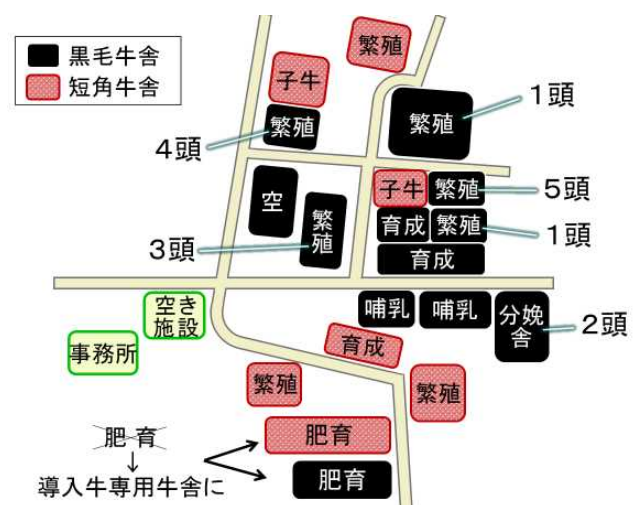 黒毛牛舎
短角牛舎
繁殖
子牛
繁殖
1頭
繁殖
4頭
空
繁殖
3頭
子牛
繁殖
5頭
育成
繁殖
1頭
育成
空き
施設
事務所
哺乳
哺乳
分娩
舎
2頭
育成
繁殖
繁殖
肥育
↓
導入牛専用牛舎に
肥育
肥育